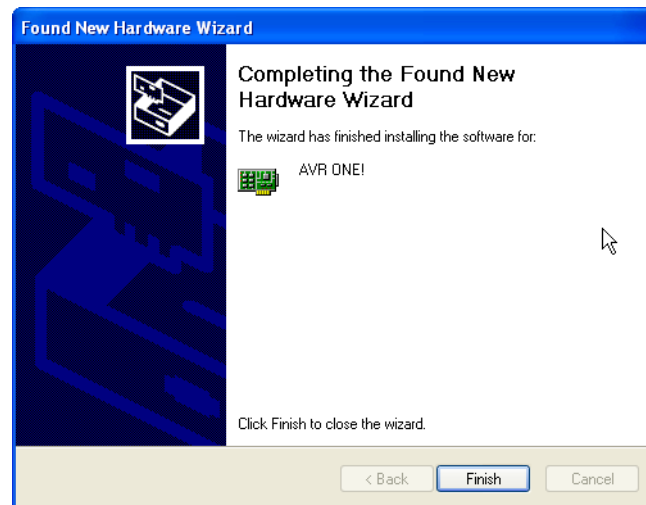 Found New Hardware Wizard
Completing the Found New
Hardware Wizard
The wizard has finished installing the software for:
AVR ONE!
Click Finish to close the wizard.
< Back Finish Cancel